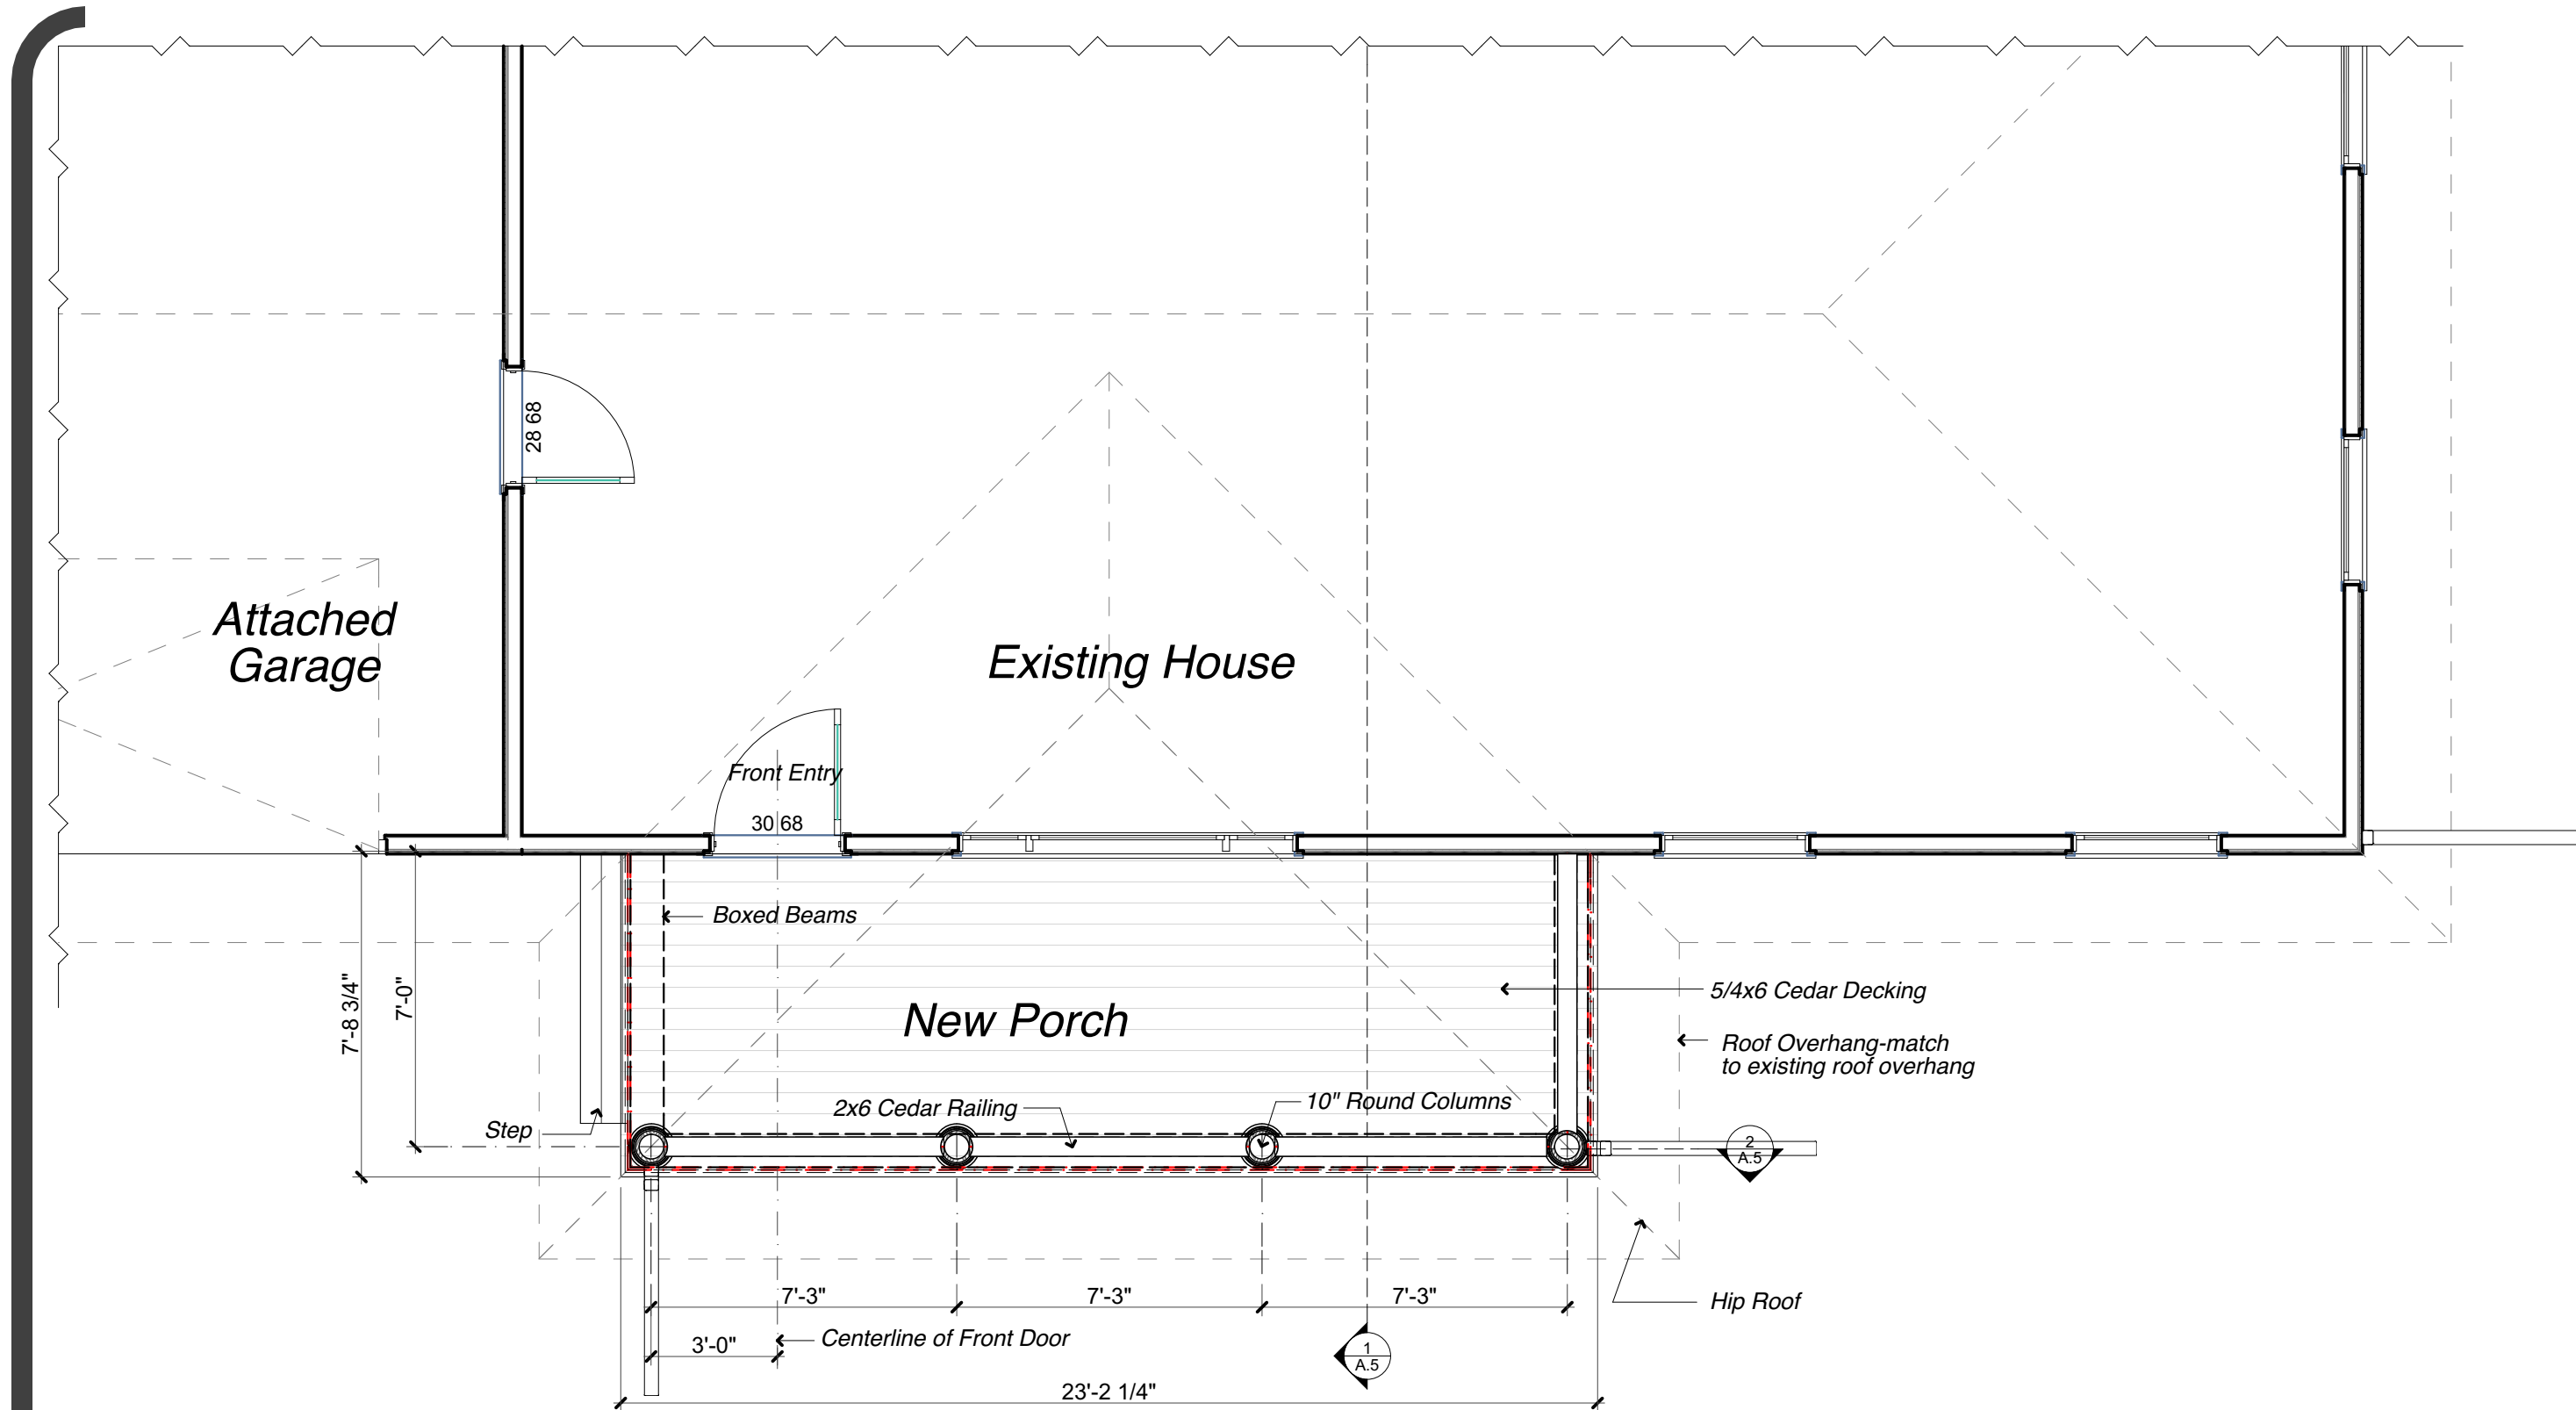 28 68
Attached
Garage
Existing House
Front Entry
30 68
Boxed Beams
7'-8 3/4"
7'-0"
New Porch
5/4x6 Cedar Decking
Roof Overhang-match
to existing roof overhang
2x6 Cedar Railing
10" Round Columns
Step
2
A.5
7'-3"
7'-3"
7'-3"
Hip Roof
3'-0"
Centerline of Front Door
1
A.5
23'-2 1/4"